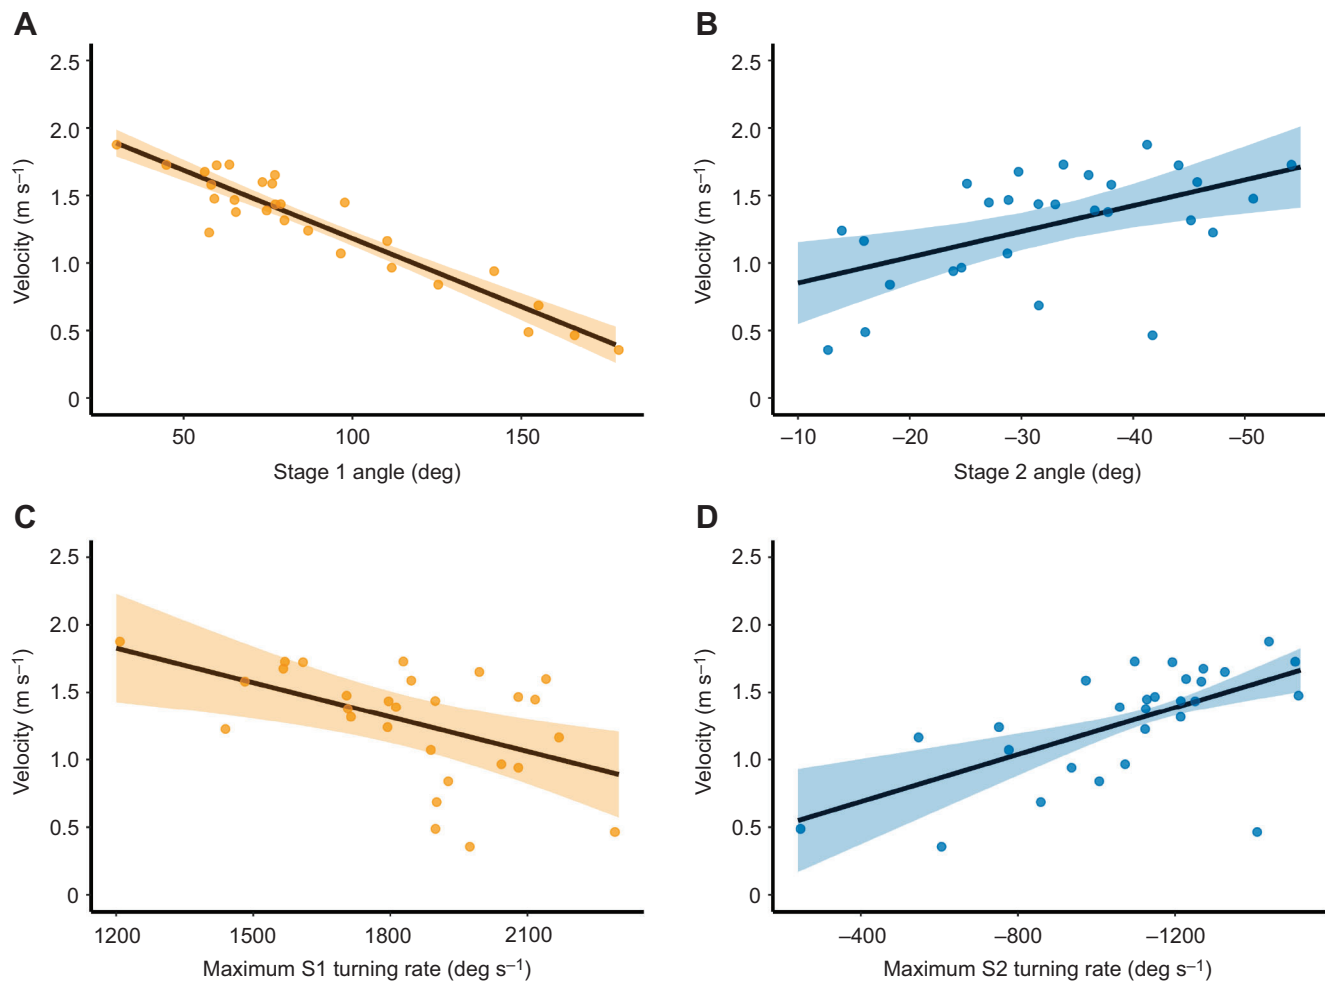 A
2.5
2.0
1.5
1.0
0.5
0
Velocity (m s⁻¹)
50 100 150
Stage 1 angle (deg)
B
2.5
2.0
1.5
1.0
0.5
0
Velocity (m s⁻¹)
–10 –20 –30 –40 –50
Stage 2 angle (deg)
C
2.5
2.0
1.5
1.0
0.5
0
Velocity (m s⁻¹)
1200 1500 1800 2100
Maximum S1 turning rate (deg s⁻¹)
D
2.5
2.0
1.5
1.0
0.5
0
Velocity (m s⁻¹)
–400 –800 –1200
Maximum S2 turning rate (deg s⁻¹)